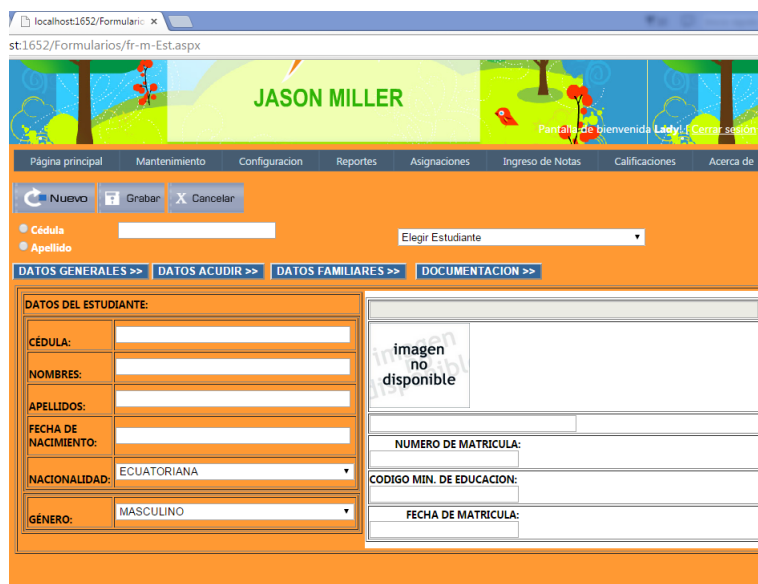 localhost:1652/Formulario
st:1652/Formularios/fr-m-Est.aspx
JASON MILLER
Pantalla de bienvenida Lady! [ Cerrar sesión
Página principal Mantenimiento Configuracion Reportes Asignaciones Ingreso de Notas Calificaciones Acerca de
Nuevo Grabar X Cancelar
Cédula
Apellido
Elegir Estudiante
DATOS GENERALES >> DATOS ACUDIR >> DATOS FAMILIARES >> DOCUMENTACION >>
DATOS DEL ESTUDIANTE:
CÉDULA:
NOMBRES:
APELLIDOS:
FECHA DE
NACIMIENTO:
NACIONALIDAD: ECUATORIANA
GÉNERO: MASCULINO
imagen
no
disponible
NUMERO DE MATRICULA:
CODIGO MIN. DE EDUCACION:
FECHA DE MATRICULA: